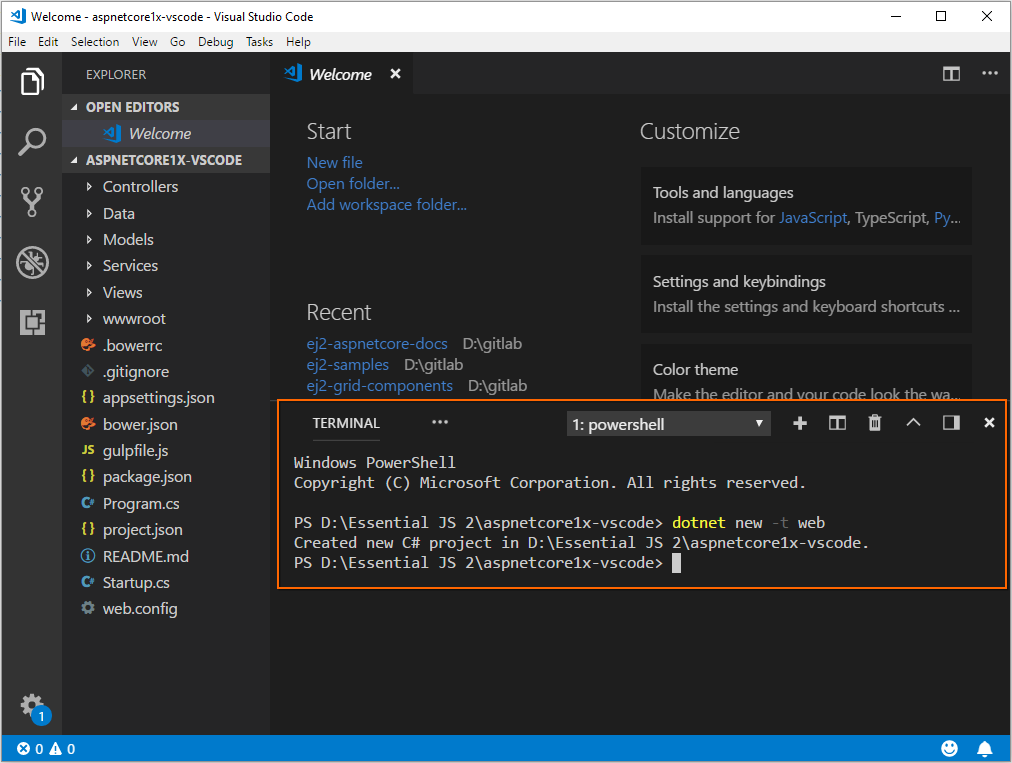 Welcome - aspnetcore1x-vscode - Visual Studio Code
File Edit Selection View Go Debug Tasks Help
EXPLORER
OPEN EDITORS
Welcome
ASPNETCORE1X-VSCODE
Controllers
Data
Models
Services
Views
wwwroot
.bowerrc
.gitignore
{} appsettings.json
bower.json
JS gulpfile.js
{} package.json
C# Program.cs
{} project.json
README.md
C# Startup.cs
web.config
1
Welcome
Start
New file
Open folder...
Add workspace folder...
Recent
ej2-aspnetcore-docs D:\gitlab
ej2-samples D:\gitlab
ej2-grid-components D:\gitlab
Customize
Tools and languages
Install support for JavaScript, TypeScript, Py...
Settings and keybindings
Install the settings and keyboard shortcuts ...
Color theme
Make the editor and your code look the wa...
TERMINAL ... 1: powershell
Windows PowerShell
Copyright (C) Microsoft Corporation. All rights reserved.
PS D:\Essential JS 2\aspnetcore1x-vscode> dotnet new -t web
Created new C# project in D:\Essential JS 2\aspnetcore1x-vscode.
PS D:\Essential JS 2\aspnetcore1x-vscode>
0 0